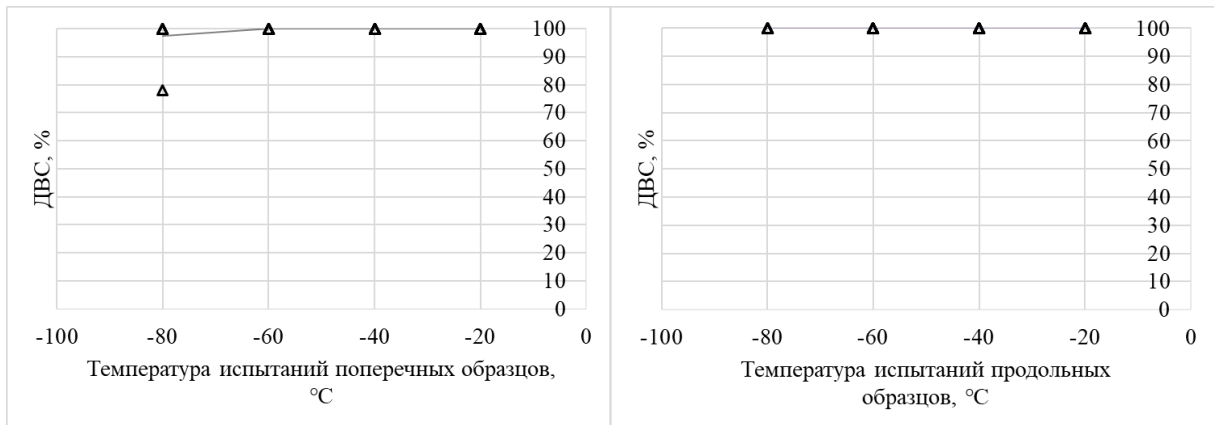 100
90
80
70
60
50
40
30
20
10
0
ДВС, %
-100 -80 -60 -40 -20 0
Температура испытаний поперечных образцов,
°C
100
90
80
70
60
50
40
30
20
10
0
ДВС, %
-100 -80 -60 -40 -20 0
Температура испытаний продольных
образцов, °C